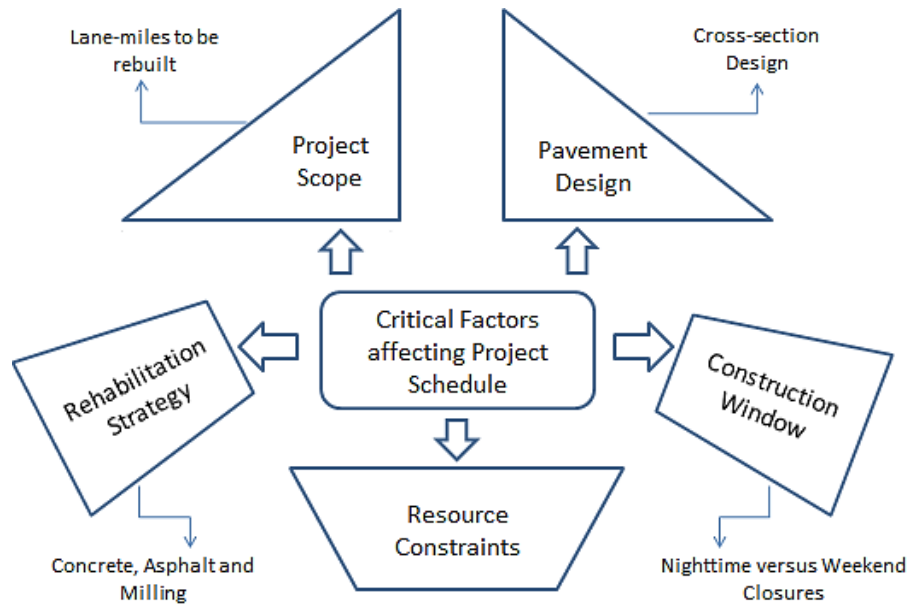 Lane-miles to be
rebuilt
Cross-section
Design
Project
Scope
Pavement
Design
Critical Factors
affecting Project
Schedule
Rehabilitation
Strategy
Construction
Window
Resource
Constraints
Concrete, Asphalt and
Milling
Nighttime versus Weekend
Closures